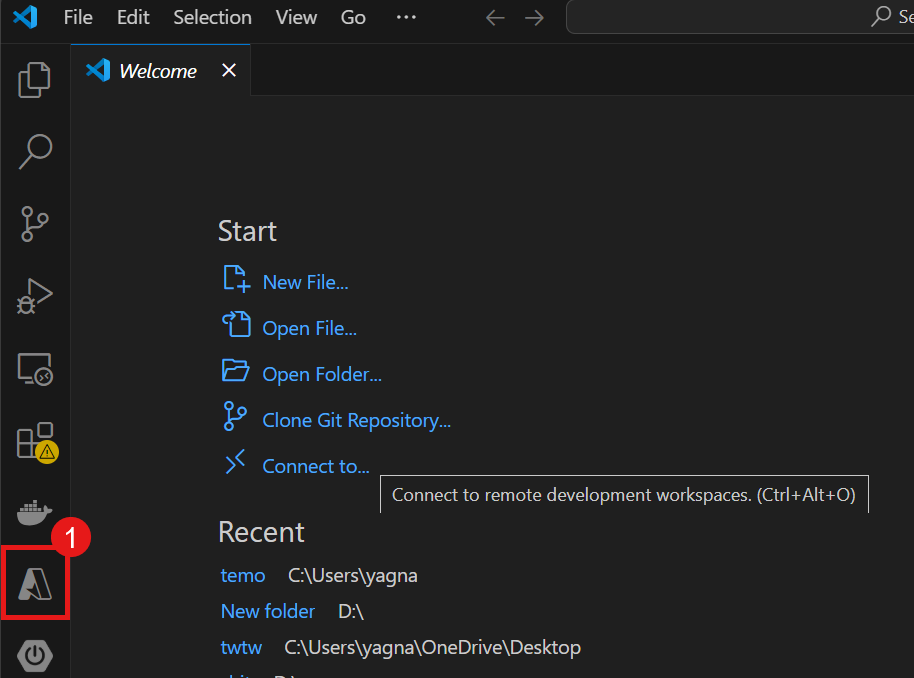 File Edit Selection View Go ... Se
Welcome
Start
New File...
Open File...
Open Folder...
Clone Git Repository...
Connect to...
Connect to remote development workspaces. (Ctrl+Alt+O)
Recent
1
temo C:\Users\yagna
New folder D:\
twtw C:\Users\yagna\OneDrive\Desktop